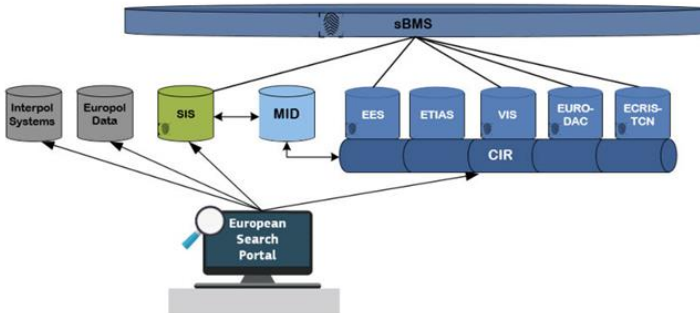 sBMS
Interpol
Systems
Europol
Data
SIS
MID
EES
ETIAS
VIS
EURO-
DAC
ECRIS-
TCN
CIR
European
Search
Portal